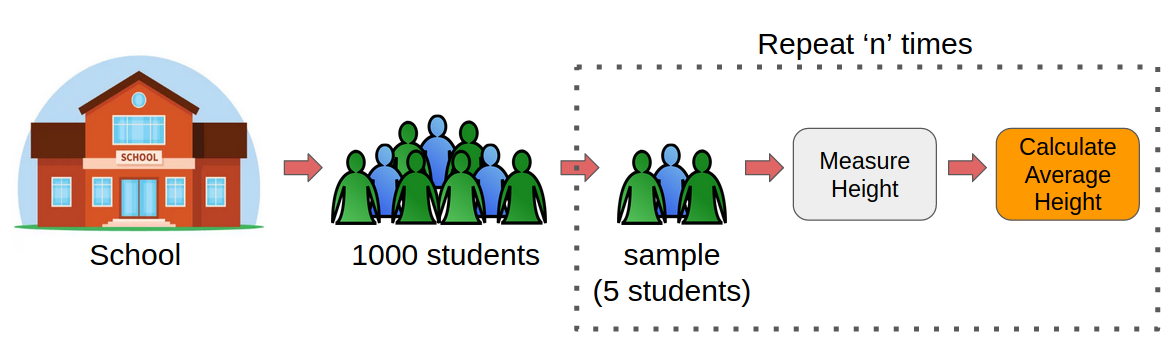 Repeat ‘n’ times
SCHOOL
Measure
Height
Calculate
Average
Height
School
1000 students
sample
(5 students)